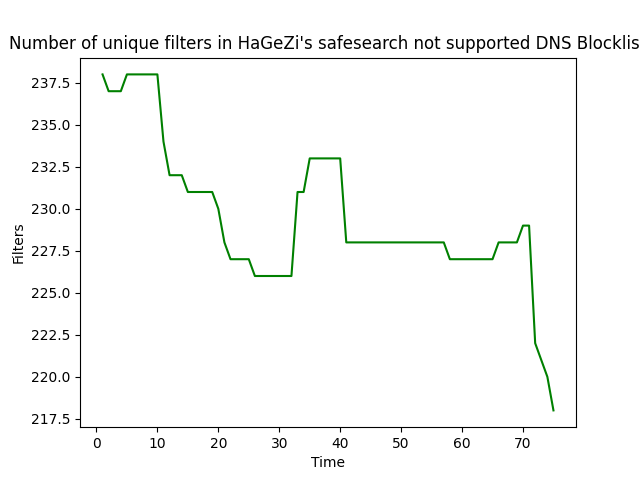 Number of unique filters in HaGeZi's safesearch not supported DNS Blocklis
237.5
235.0
232.5
230.0
227.5
225.0
222.5
220.0
217.5
Filters
0 10 20 30 40 50 60 70
Time